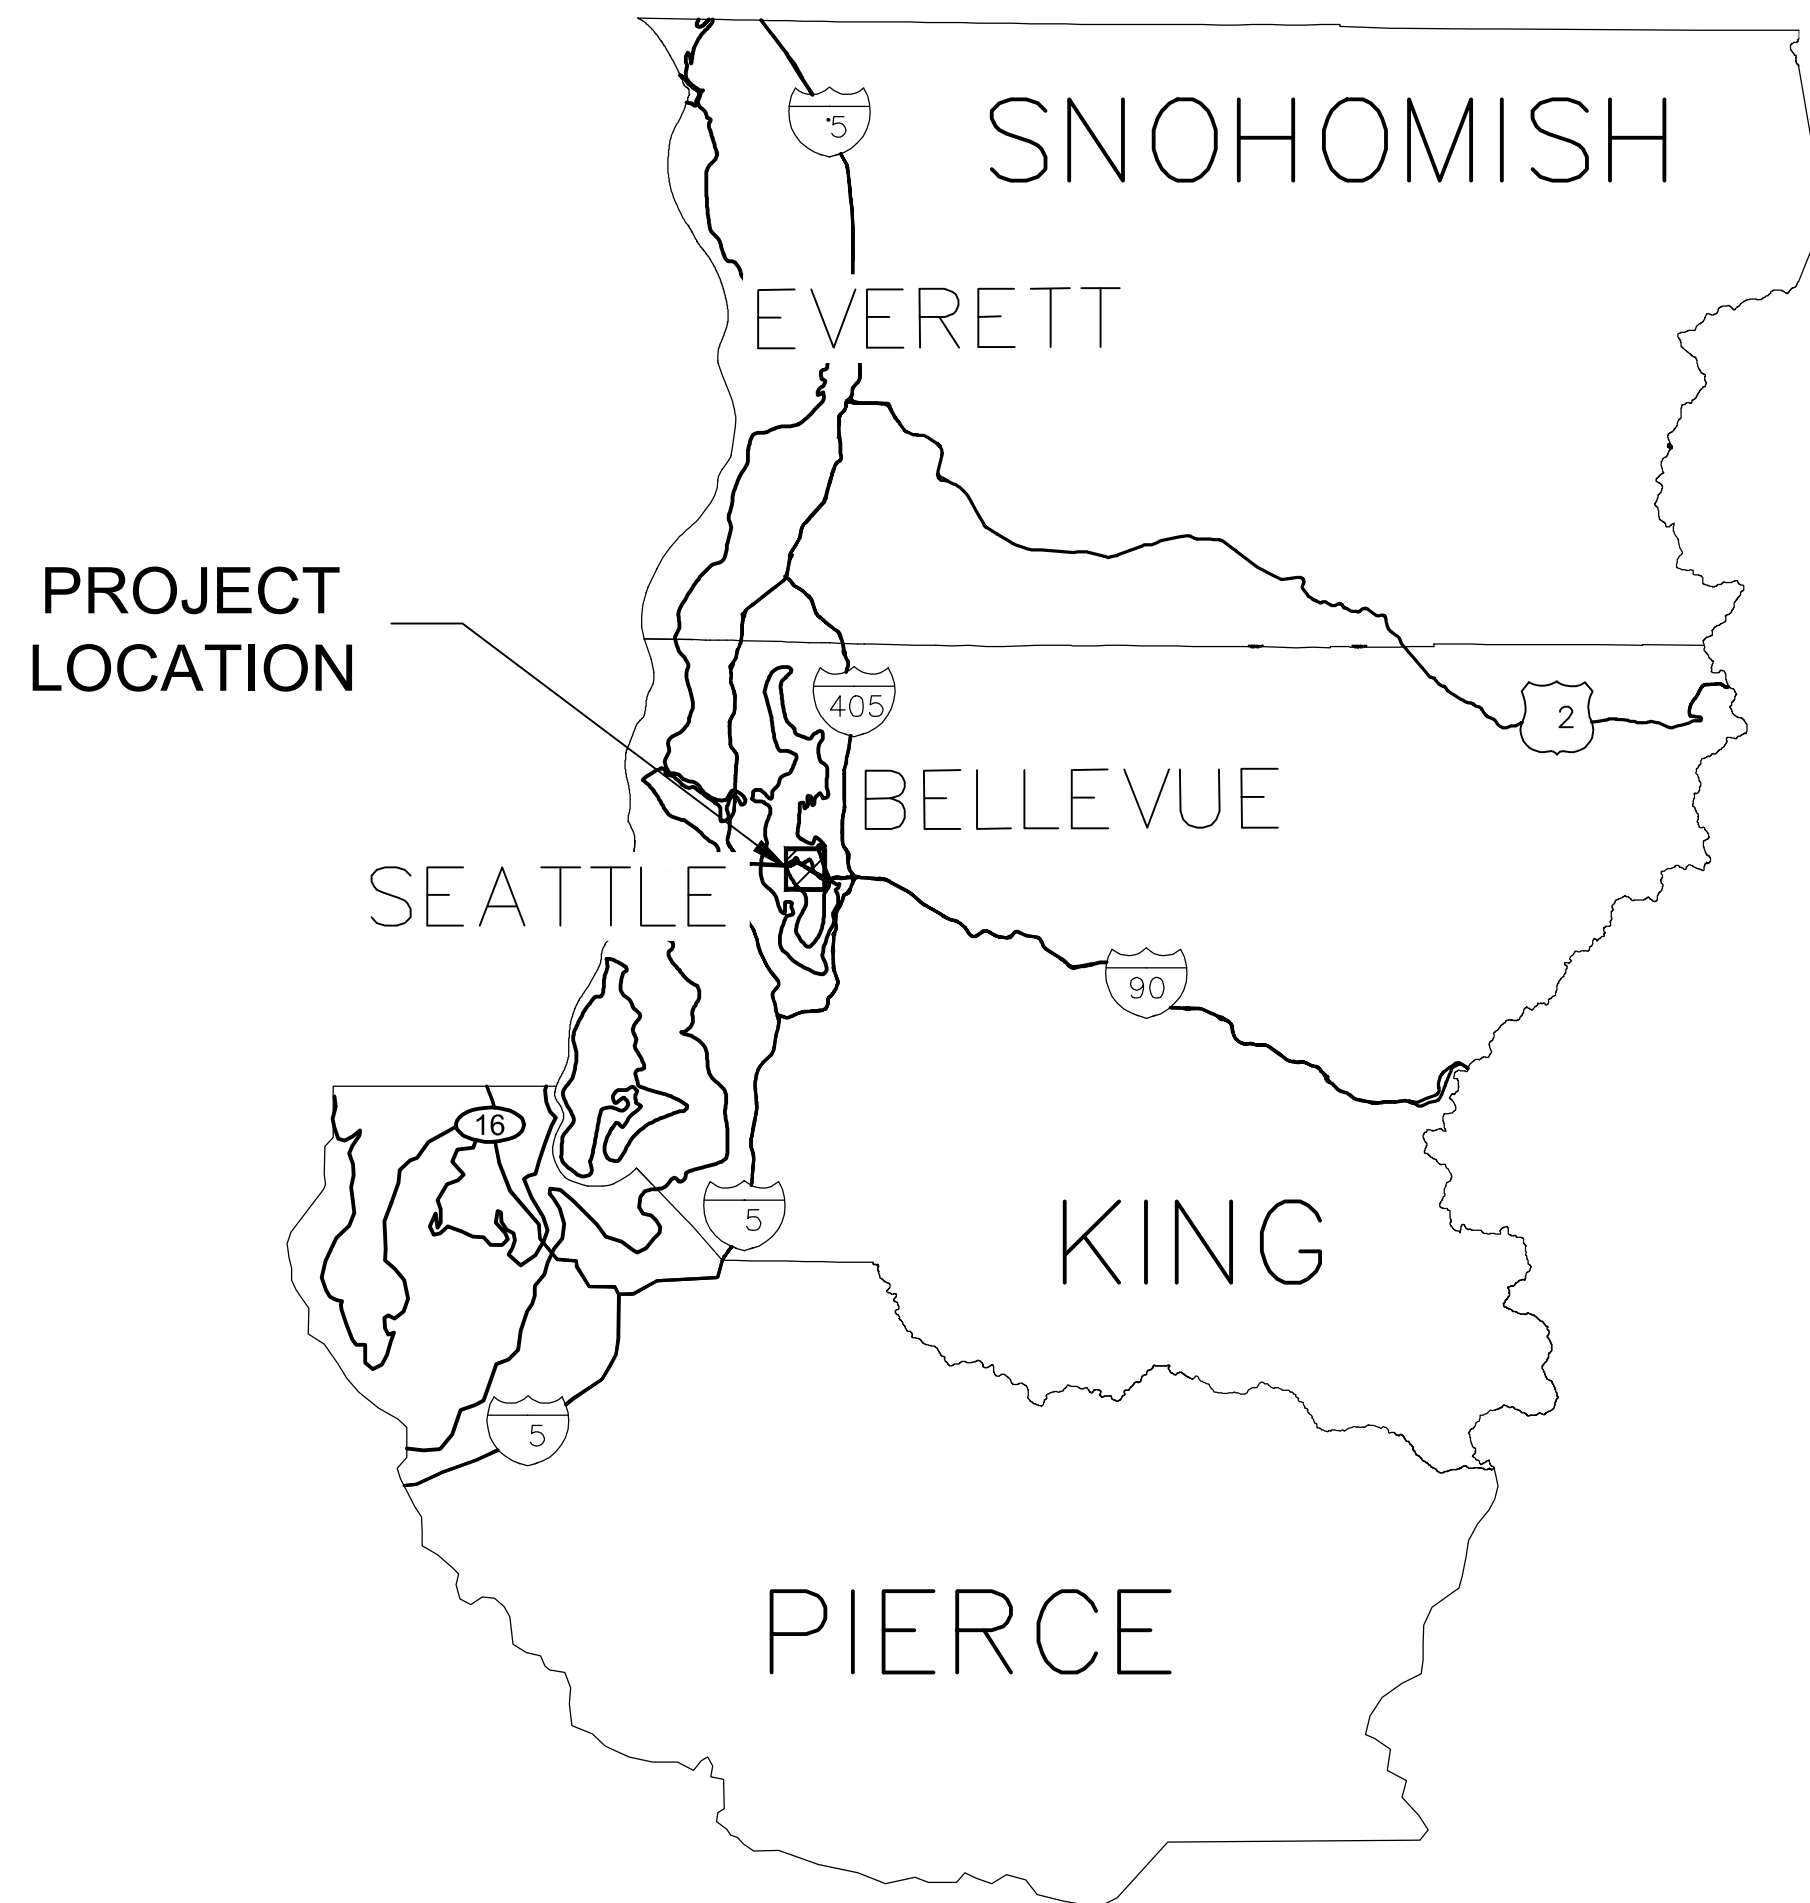 5
SNOHOMISH
EVERETT
PROJECT
LOCATION
405
2
BELLEVUE
SEATTLE
90
16
5
KING
5
PIERCE